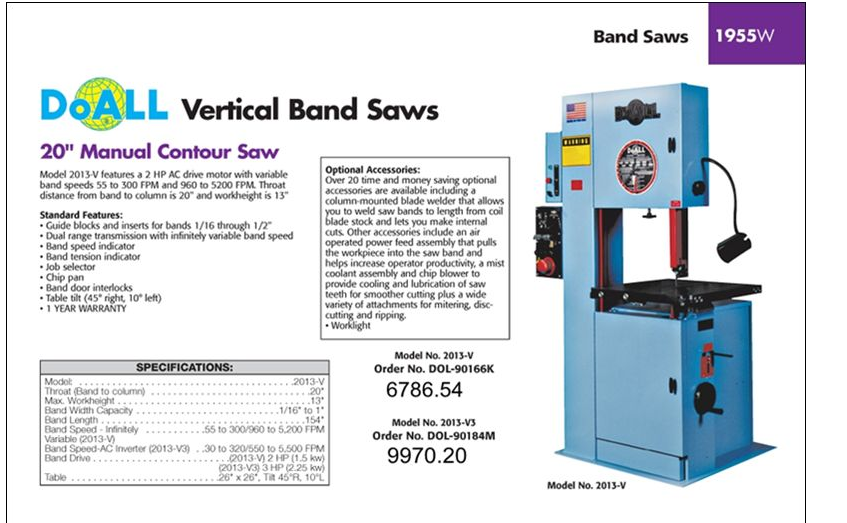 Band Saws
1955W
DoALL Vertical Band Saws
20" Manual Contour Saw
Model 2013-V features a 2 HP AC drive motor with variable
band speeds 55 to 300 FPM and 960 to 5200 FPM. Throat
distance from band to column is 20" and workheight is 13"
Standard Features:
• Guide blocks and inserts for bands 1/16 through 1/2"
• Dual range transmission with infinitely variable band speed
• Band speed indicator
• Band tension indicator
• Job selector
• Chip pan
• Band door interlocks
• Table tilt (45° right, 10° left)
• 1 YEAR WARRANTY
Optional Accessories:
Over 20 time and money saving optional
accessories are available including a
column-mounted blade welder that allows
you to weld saw bands to length from coil
blade stock and lets you make internal
cuts. Other accessories include an air
operated power feed assembly that pulls
the workpiece into the saw band and
helps increase operator productivity, a mist
coolant assembly and chip blower to
provide cooling and lubrication of saw
teeth for smoother cutting plus a wide
variety of attachments for mitering, disc-
cutting and ripping.
• Worklight
SPECIFICATIONS:
Model: . . . . . . . . . . . . . . . . . . . . 2013-V
Throat (Band to column) . . . . . . . . . . . . . . . . . . . . 20"
Max. Workheight . . . . . . . . . . . . . . . . . . . . 13"
Band Width Capacity . . . . . . . . . . . . . . . . . . . . 1/16" to 1"
Band Length . . . . . . . . . . . . . . . . . . . . 154"
Band Speed - Infinitely . . . . . . . . . . 55 to 300/960 to 5,200 FPM
Variable (2013-V)
Band Speed-AC Inverter (2013-V3) . . 30 to 320/550 to 5,500 FPM
Band Drive . . . . . . . . . . . . . . . . . . . . (2013-V) 2 HP (1.5 kw)
(2013-V3) 3 HP (2.25 kw)
Table . . . . . . . . . . . . . . . . . . . . 26" x 26", Tilt 45°R, 10°L
Model No. 2013-V
Order No. DOL-90166K
6786.54
Model No. 2013-V3
Order No. DOL-90184M
9970.20
WARNING
DOALL
DoALL
Model No. 2013-V